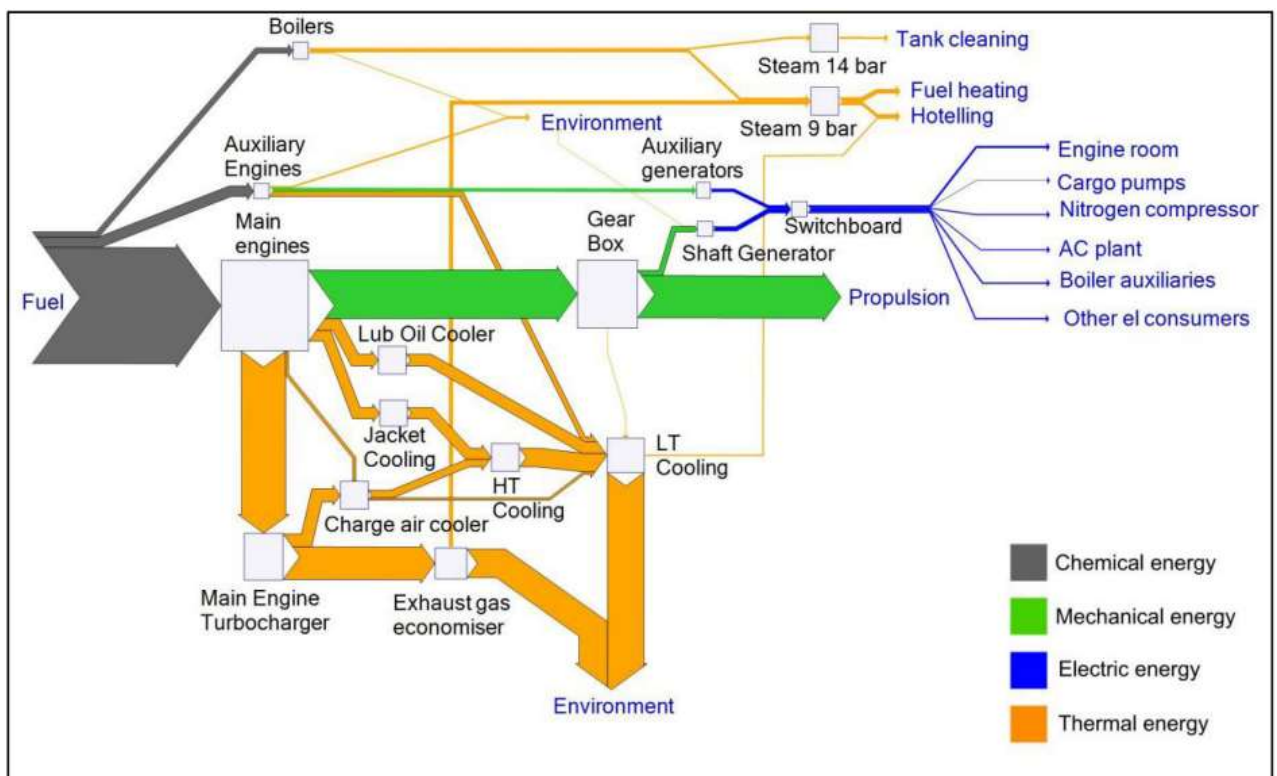 Boilers
Tank cleaning
Steam 14 bar
Fuel heating
Hotelling
Steam 9 bar
Environment
Auxiliary
Engines
Auxiliary
generators
Engine room
Cargo pumps
Nitrogen compressor
AC plant
Boiler auxiliaries
Other el consumers
Switchboard
Main
engines
Gear
Box
Shaft Generator
Fuel
Propulsion
Lub Oil Cooler
Jacket
Cooling
HT
Cooling
LT
Cooling
Charge air cooler
Main Engine
Turbocharger
Exhaust gas
economiser
Environment
Chemical energy
Mechanical energy
Electric energy
Thermal energy